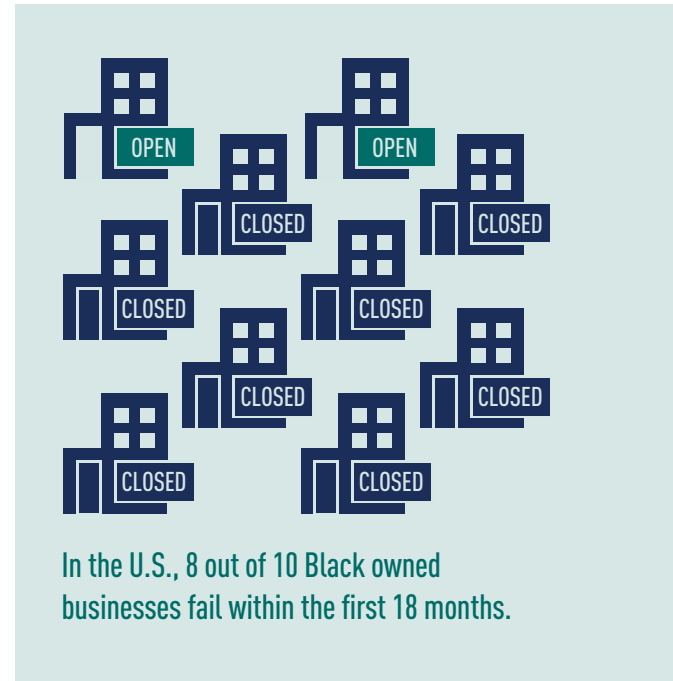 OPEN
OPEN
CLOSED
CLOSED
CLOSED
CLOSED
CLOSED
CLOSED
CLOSED
CLOSED
In the U.S., 8 out of 10 Black owned
businesses fail within the first 18 months.